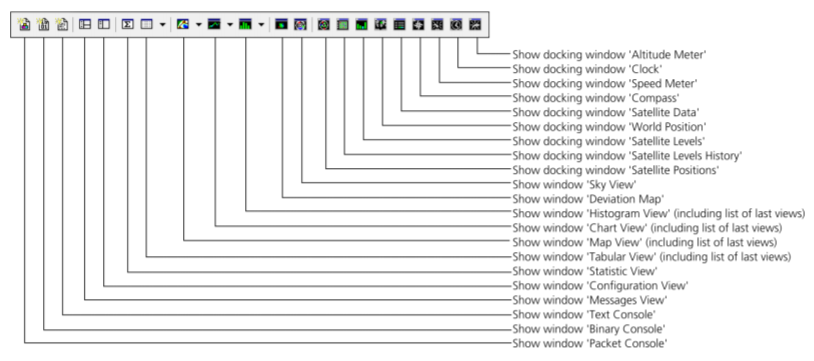 Show docking window 'Altitude Meter'
Show docking window 'Clock'
Show docking window 'Speed Meter'
Show docking window 'Compass'
Show docking window 'Satellite Data'
Show docking window 'World Position'
Show docking window 'Satellite Levels'
Show docking window 'Satellite Levels History'
Show docking window 'Satellite Positions'
Show window 'Sky View'
Show window 'Deviation Map'
Show window 'Histogram View' (including list of last views)
Show window 'Chart View' (including list of last views)
Show window 'Map View' (including list of last views)
Show window 'Tabular View' (including list of last views)
Show window 'Statistic View'
Show window 'Configuration View'
Show window 'Messages View'
Show window 'Text Console'
Show window 'Binary Console'
Show window 'Packet Console'